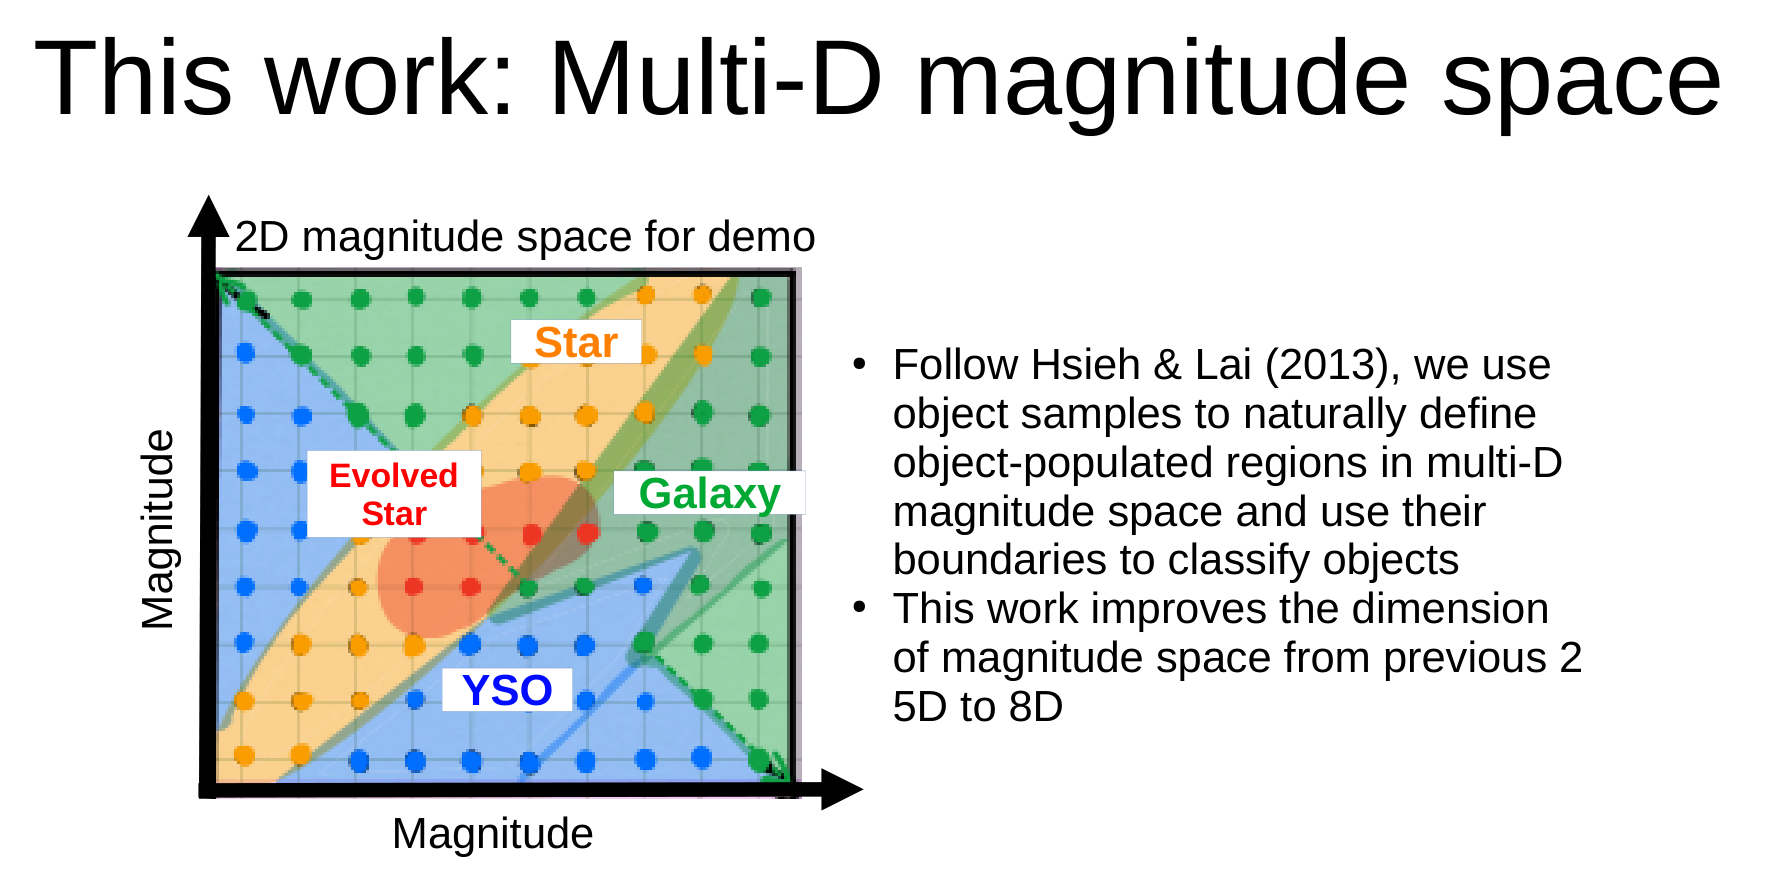 This work: Multi-D magnitude space
2D magnitude space for demo
Star
Evolved
Star
Galaxy
YSO
Magnitude
Magnitude
• Follow Hsieh & Lai (2013), we use
object samples to naturally define
object-populated regions in multi-D
magnitude space and use their
boundaries to classify objects
• This work improves the dimension
of magnitude space from previous 2
5D to 8D